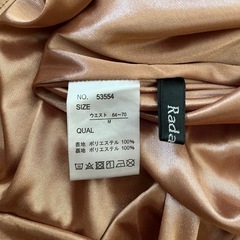 NO. 53554
SIZE
ウエスト 64-70
M
QUAL
表地 ポリエステル 100%
裏地 ポリエステル 100%
Rada